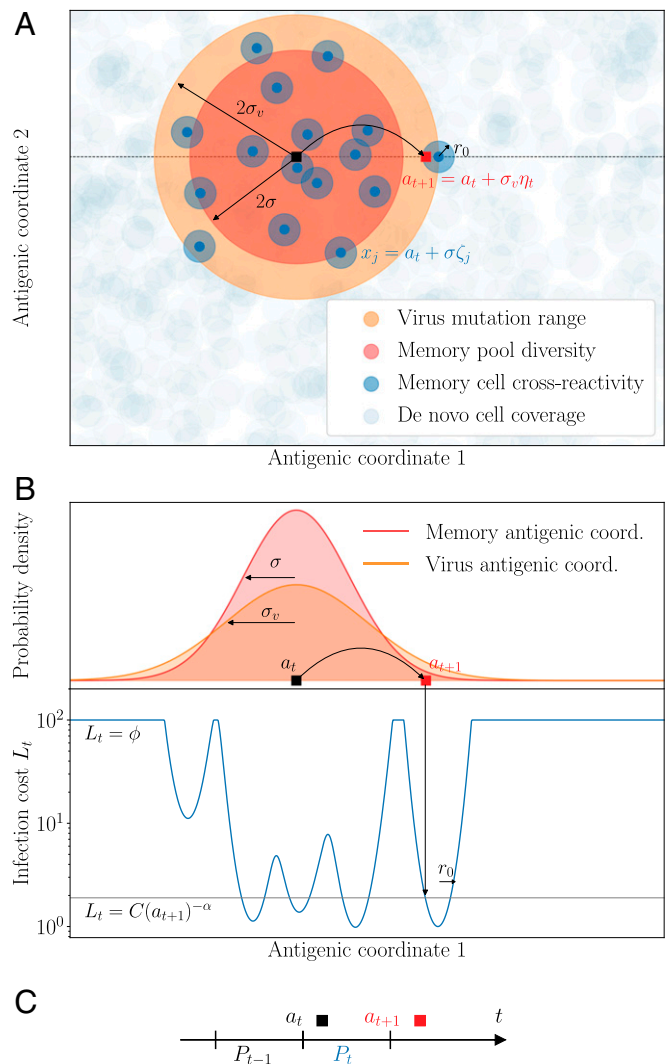 A
Antigenic coordinate 2
2σ_v
2σ
r_0
a_{t+1} = a_t + σ_vη_t
x_j = a_t + σζ_j
Virus mutation range
Memory pool diversity
Memory cell cross-reactivity
De novo cell coverage
Antigenic coordinate 1
B
Probability density
Memory antigenic coord.
Virus antigenic coord.
σ
σ_v
a_t
a_{t+1}
Infection cost L_t
10^2
10^1
10^0
L_t = ϕ
r_0
L_t = C(a_{t+1})^{-α}
Antigenic coordinate 1
C
a_t
a_{t+1}
t
P_{t-1}
P_t